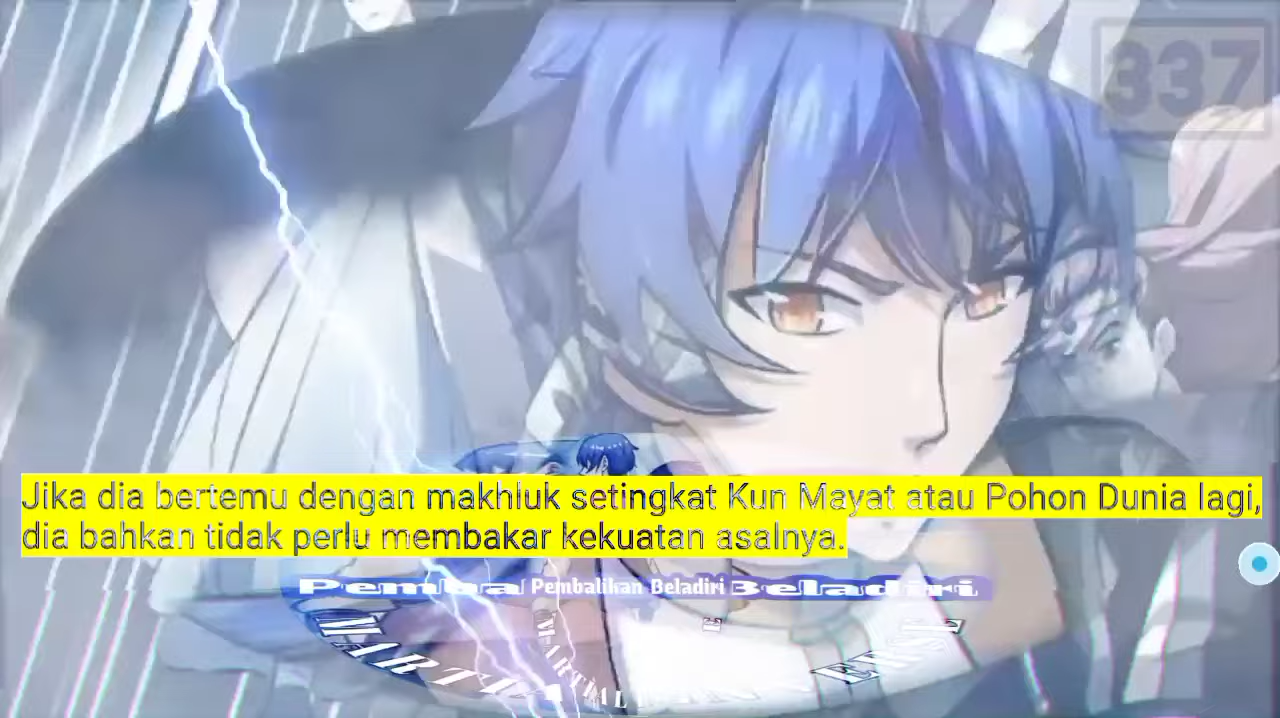 337
Jika dia bertemu dengan makhluk setingkat Kun Mayat atau Pohon Dunia lagi,
dia bahkan tidak perlu membakar kekuatan asalnya.
Pembalikan Beladiri
Beladiri